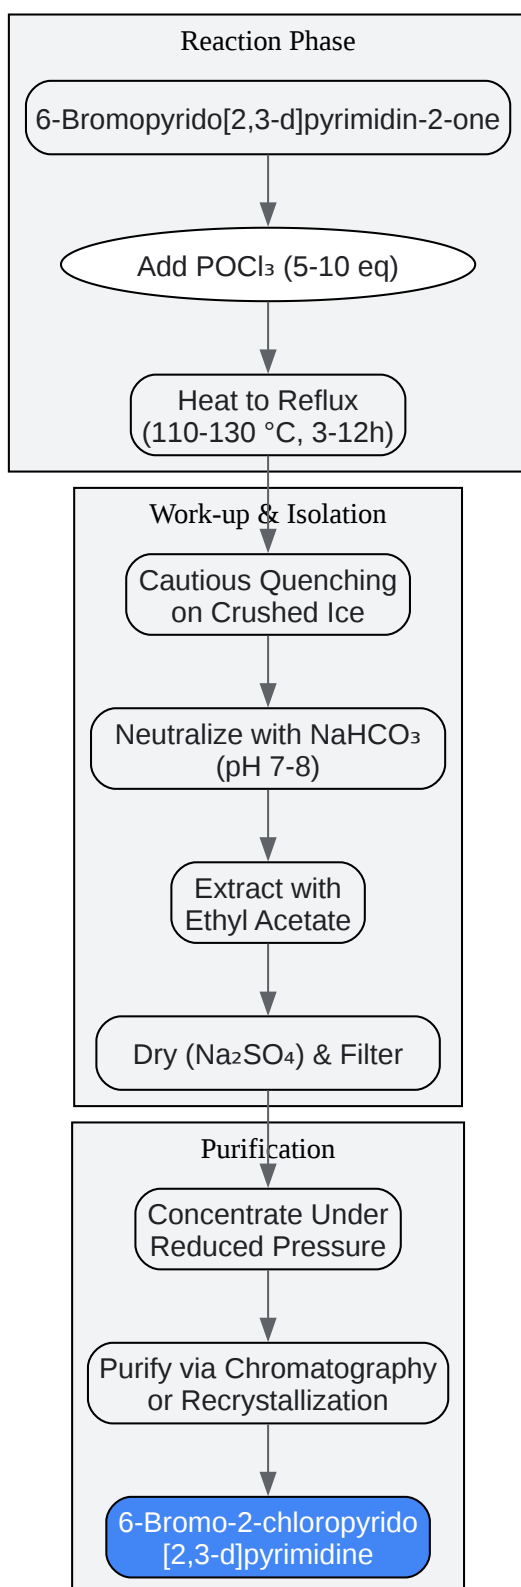 Reaction Phase
6-Bromopyrido[2,3-d]pyrimidin-2-one
Add POCl₃ (5-10 eq)
Heat to Reflux
(110-130 °C, 3-12h)
Work-up & Isolation
Cautious Quenching
on Crushed Ice
Neutralize with NaHCO₃
(pH 7-8)
Extract with
Ethyl Acetate
Dry (Na₂SO₄) & Filter
Purification
Concentrate Under
Reduced Pressure
Purify via Chromatography
or Recrystallization
6-Bromo-2-chloropyrido
[2,3-d]pyrimidine